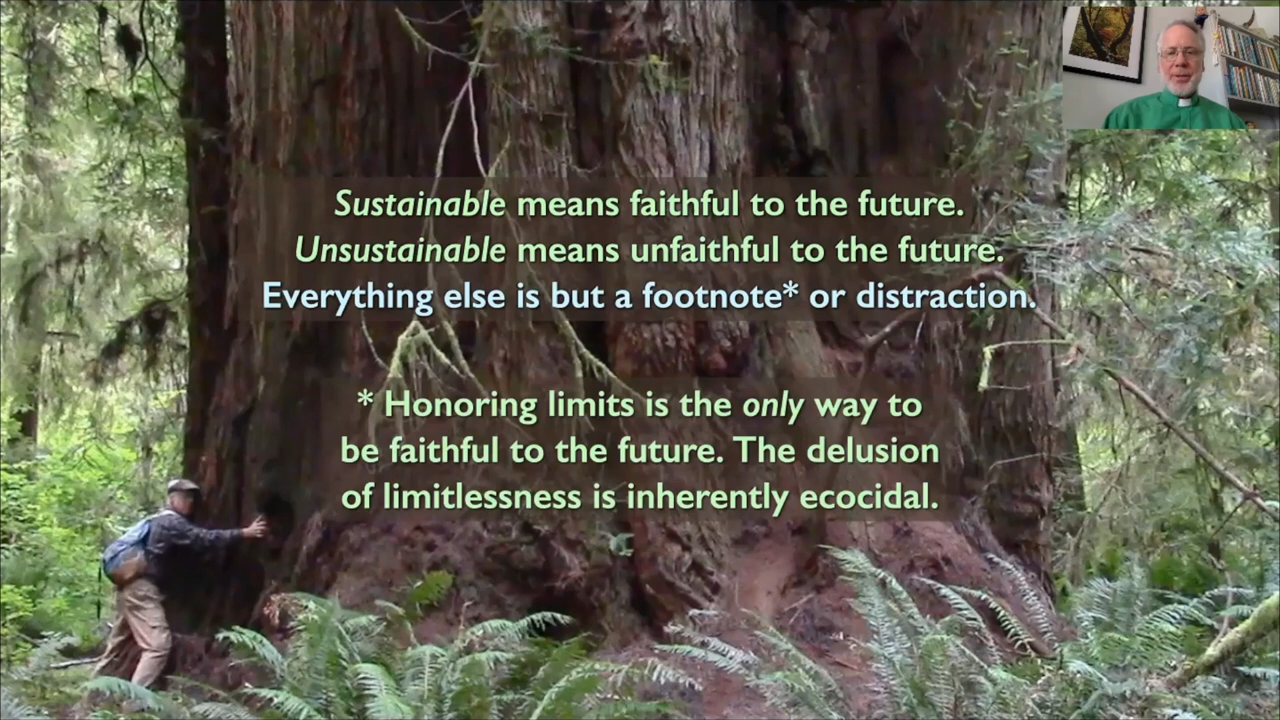 Sustainable means faithful to the future.
Unsustainable means unfaithful to the future.
Everything else is but a footnote* or distraction.
* Honoring limits is the only way to
be faithful to the future. The delusion
of limitlessness is inherently ecocidal.